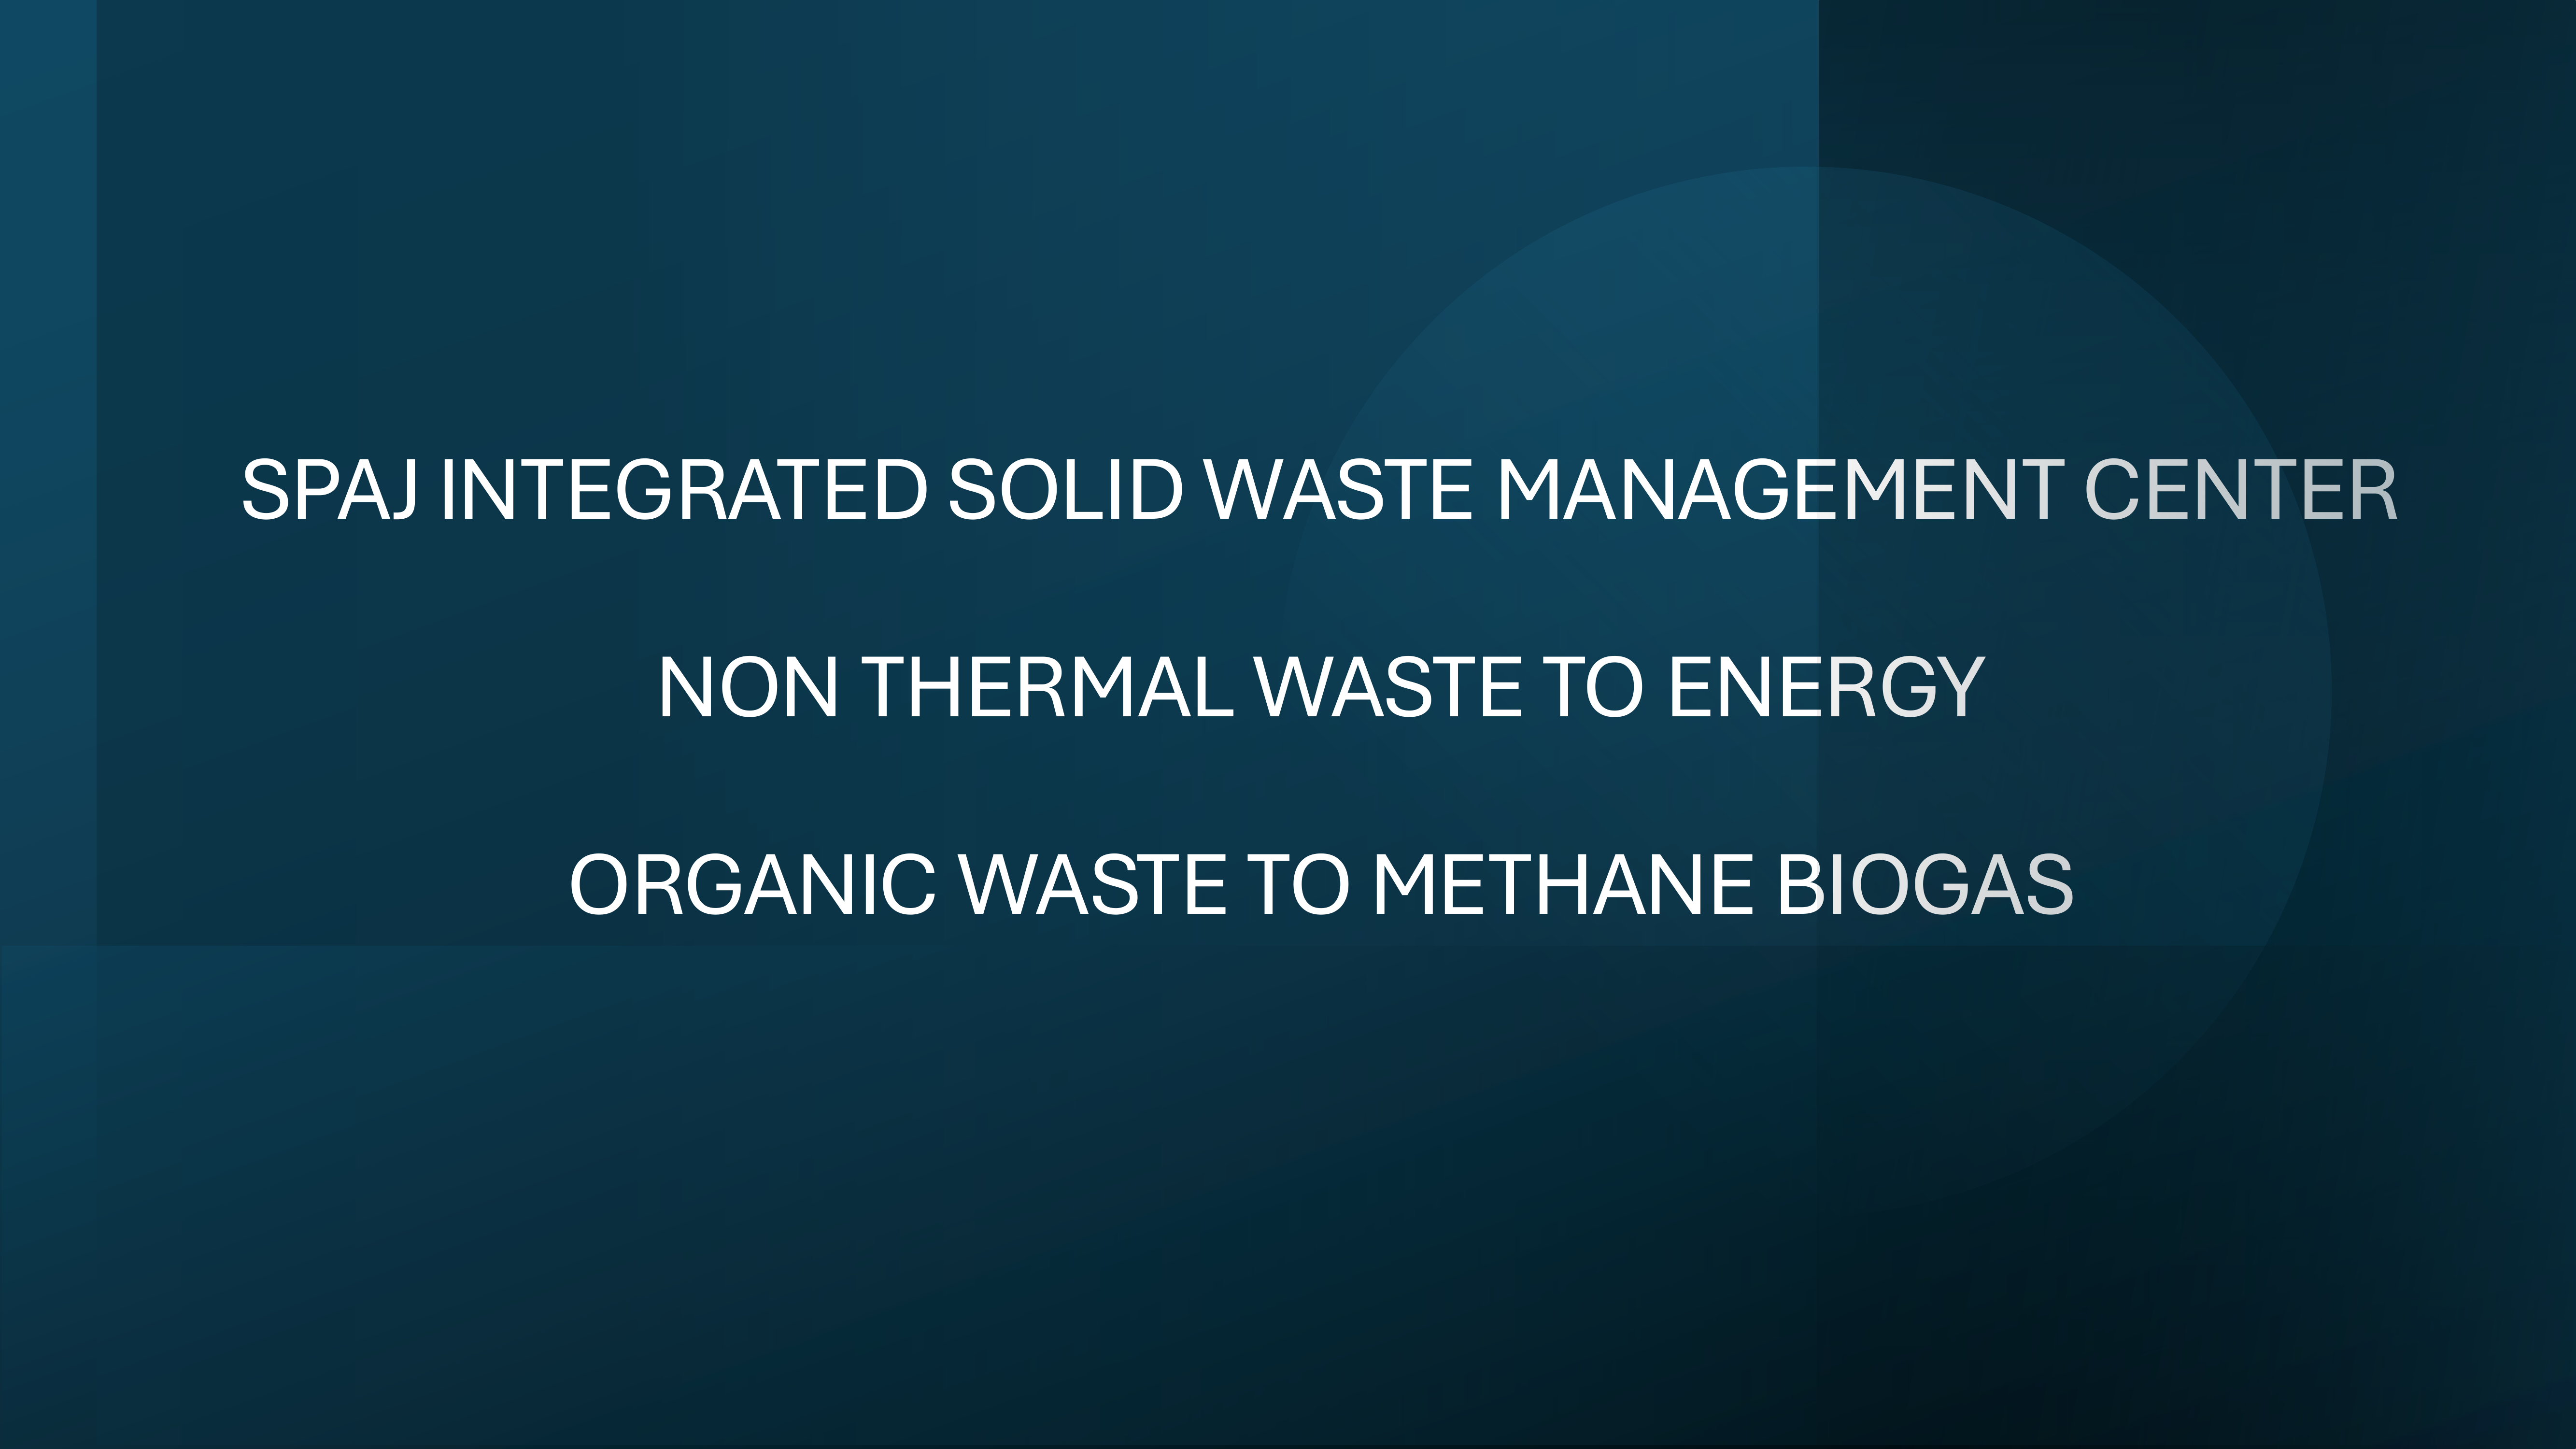 SPAJ INTEGRATED SOLID WASTE MANAGEMENT CENTER
NON THERMAL WASTE TO ENERGY
ORGANIC WASTE TO METHANE BIOGAS